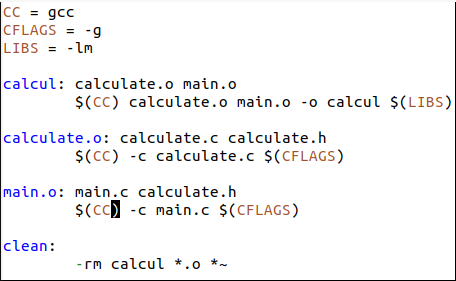 CC = gcc
CFLAGS = -g
LIBS = -lm
calcul: calculate.o main.o
$(CC) calculate.o main.o -o calcul $(LIBS)
calculate.o: calculate.c calculate.h
$(CC) -c calculate.c $(CFLAGS)
main.o: main.c calculate.h
$(CC) -c main.c $(CFLAGS)
clean:
-rm calcul *.o *~